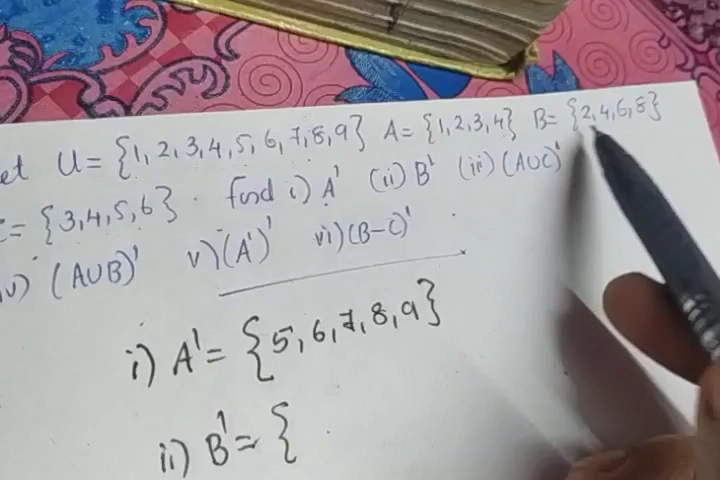 et U = {1, 2, 3, 4, 5, 6, 7, 8, 9} A = {1, 2, 3, 4} B = {2, 4, 6, 8}
C = {3, 4, 5, 6} . find i) A' (ii) B' (iii) (AUC)'
iv) (AUB)' v) (A')' vi) (B-C)'
i) A' = {5, 6, 7, 8, 9}
ii) B' = {